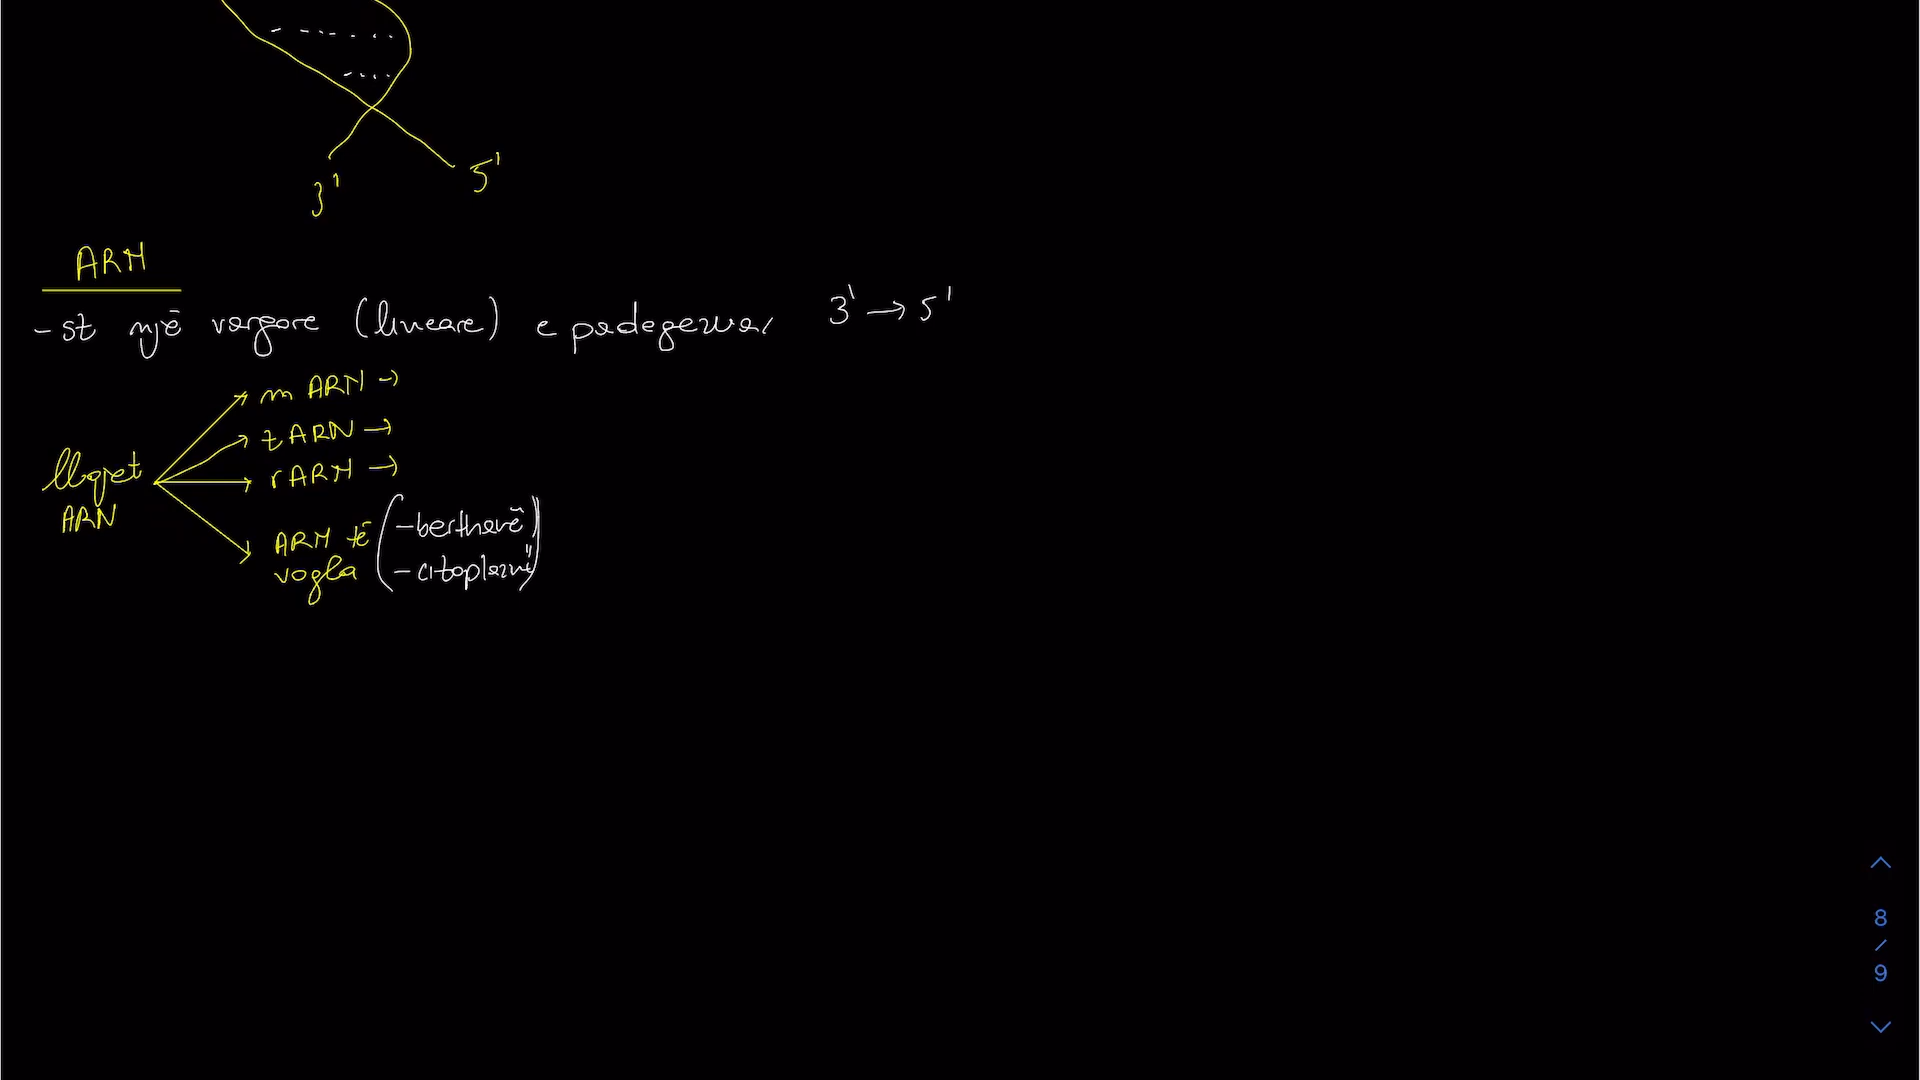 3' 5'
ARN
-st një vargore (lineare) e padegëzuar 3' → 5'
m ARN →
t ARN →
r ARN →
llojet
ARN
ARN të
vogla
(-berthamë
-citoplazmë)
8
/
9